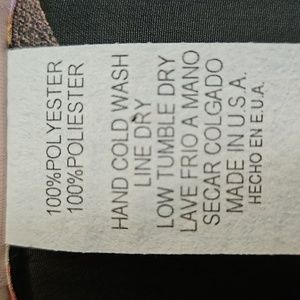 100%POLYESTER
100%POLIESTER
HAND COLD WASH
LINE DRY
LOW TUMBLE DRY
LAVE FRIO A MANO
SECAR COLGADO
MADE IN U.S.A.
HECHO EN E.U.A.